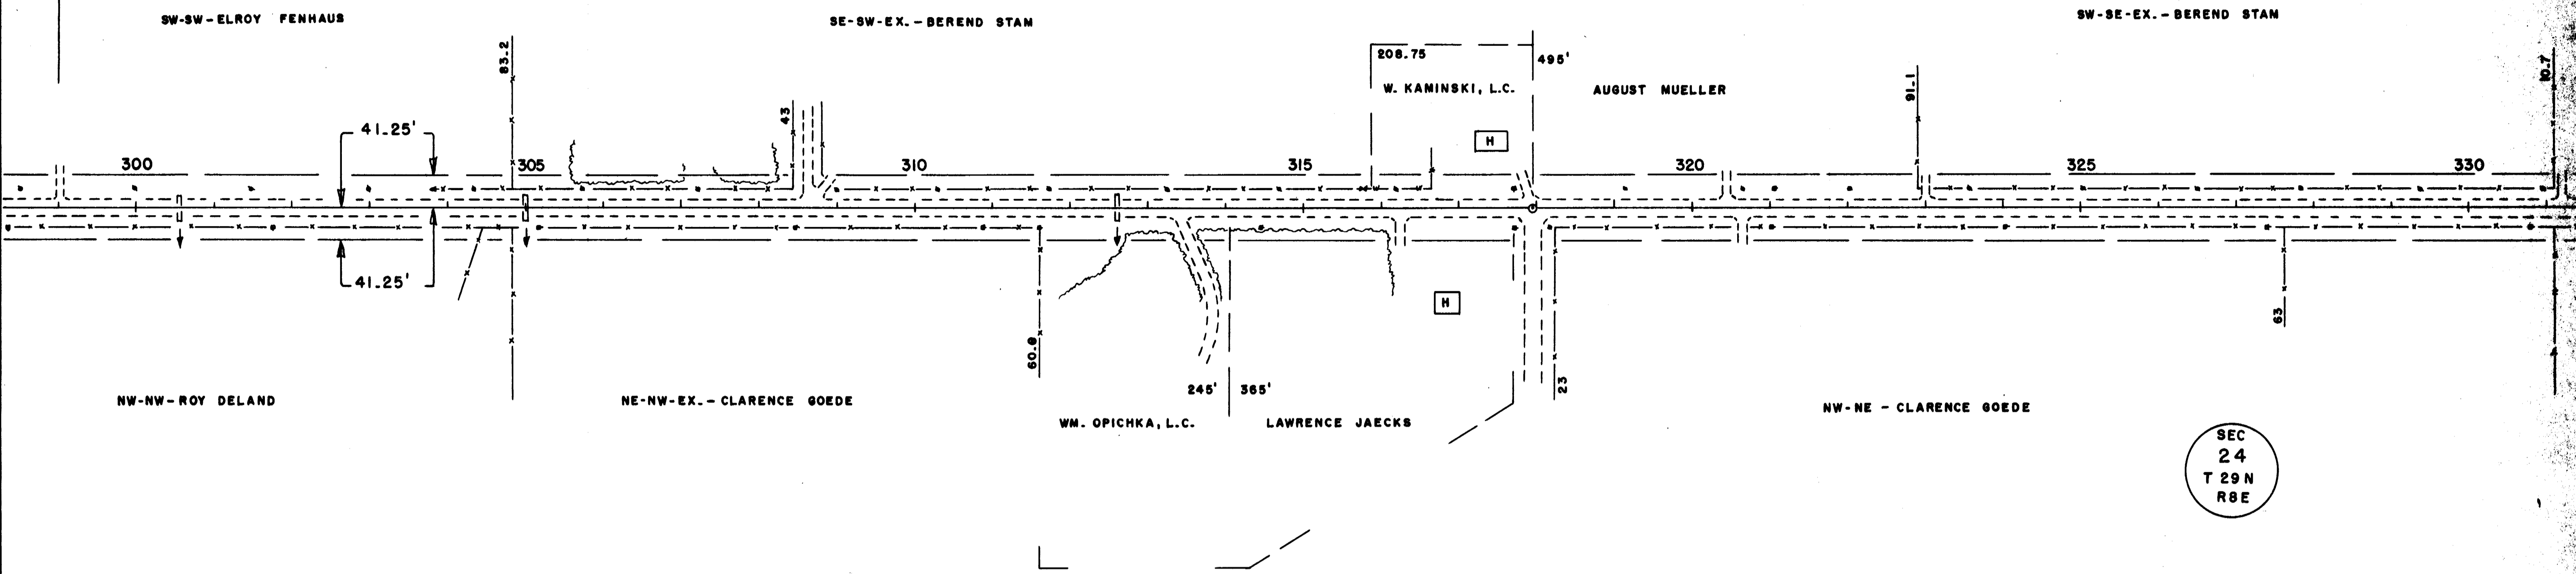 SW-SW-ELROY FENHAUS
SE-SW-EX.-BEREND STAM
SW-SE-EX.-BEREND STAM
83.2
208.75
495'
W. KAMINSKI, L.C.
AUGUST MUELLER
91.1
10.7
41.25'
43
H
300
305
310
315
320
325
330
41.25'
H
63
60.8
245'
365'
23
NW-NW-ROY DELAND
NE-NW-EX.-CLARENCE GOEDE
NW-NE-CLARENCE GOEDE
WM. OPICHKA, L.C.
LAWRENCE JAECKS
SEC
24
T 29 N
R8E